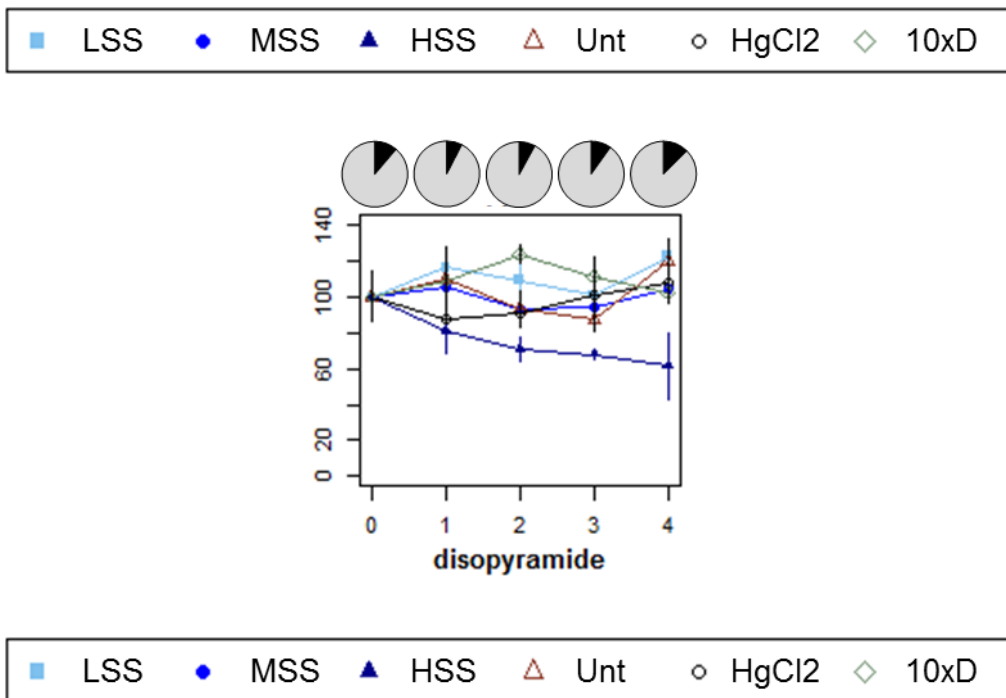 LSS MSS HSS Unt HgCl2 10xD
140
100
60
20
0
0 1 2 3 4
disopyramide
LSS MSS HSS Unt HgCl2 10xD